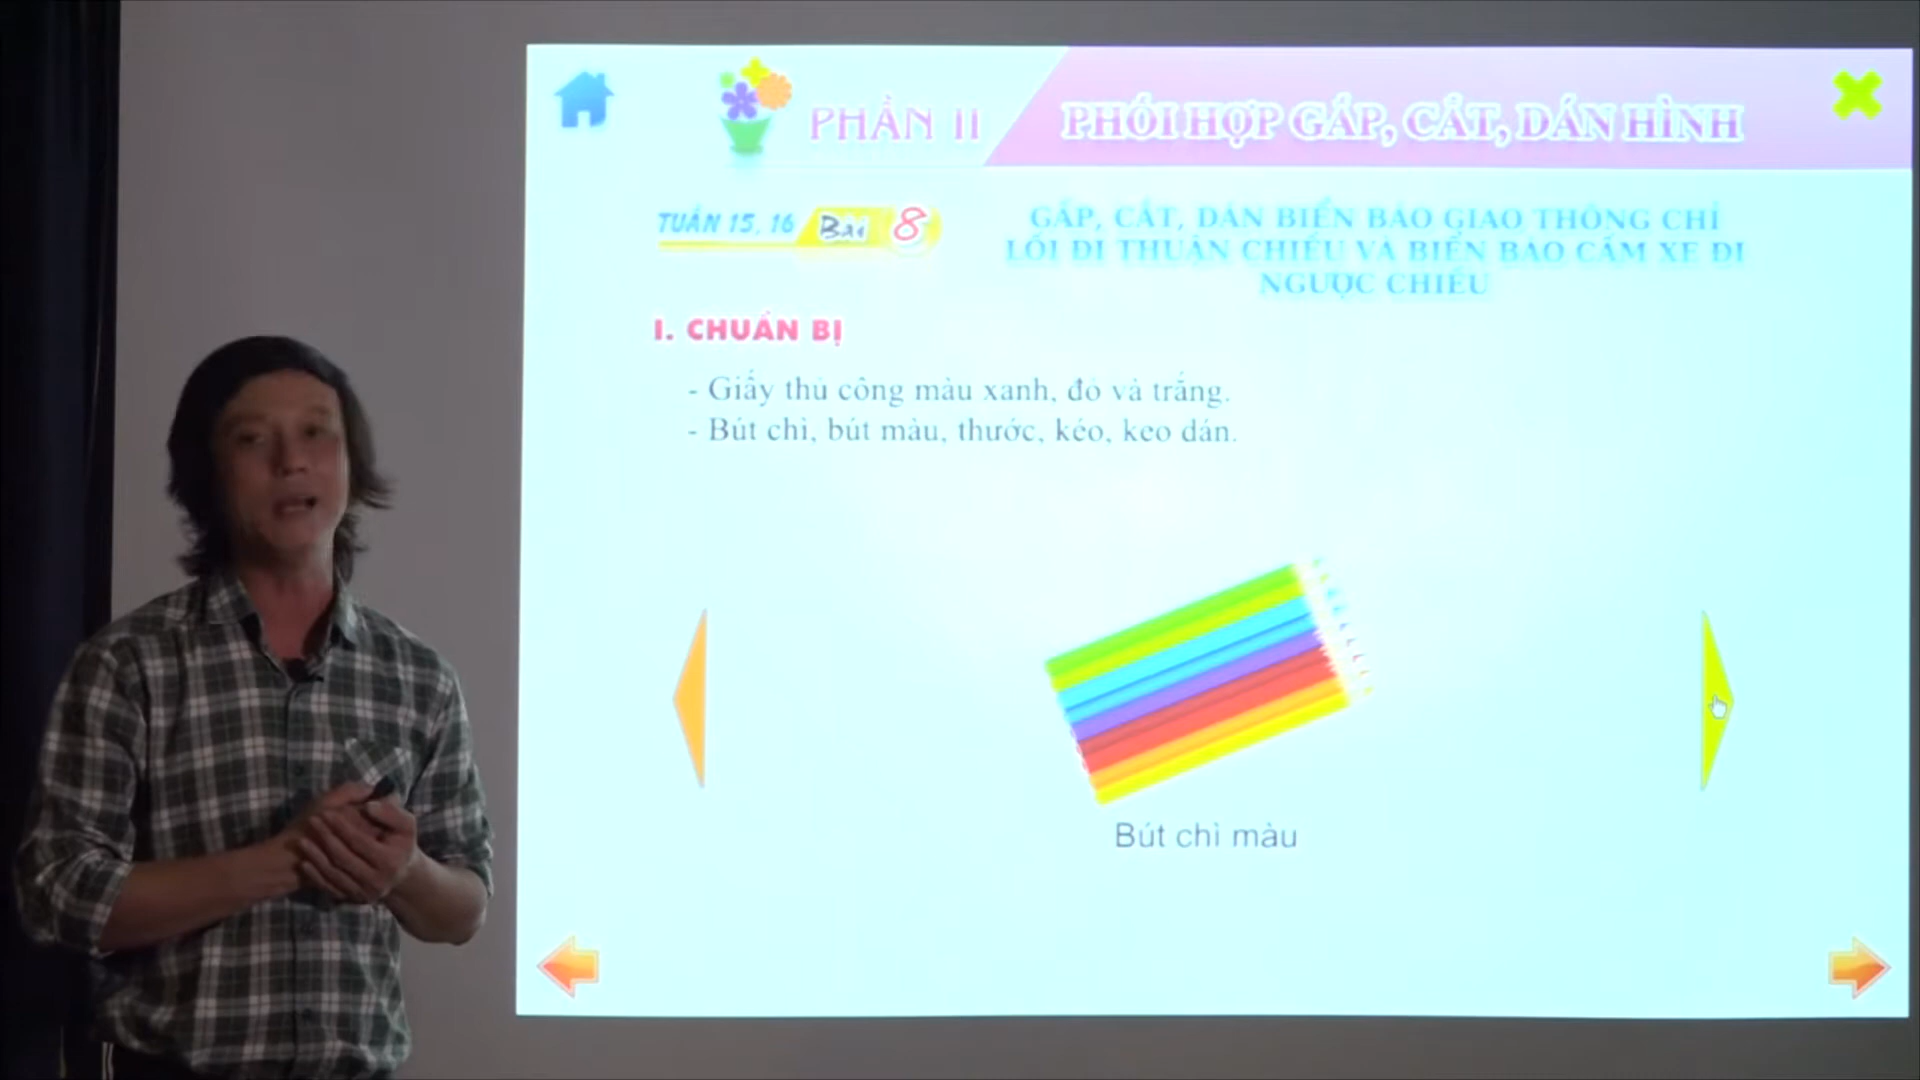 PHẦN II
PHỐI HỢP GẤP, CẮT, DÁN HÌNH
TUẦN 15, 16 Bài 8
GẤP, CẮT, DÁN BIỂN BÁO GIAO THÔNG CHỈ
LỐI ĐI THUẬN CHIỀU VÀ BIỂN BÁO CẤM XE ĐI
NGƯỢC CHIỀU
I. CHUẨN BỊ
- Giấy thủ công màu xanh, đỏ và trắng.
- Bút chì, bút màu, thước, kéo, keo dán.
Bút chì màu